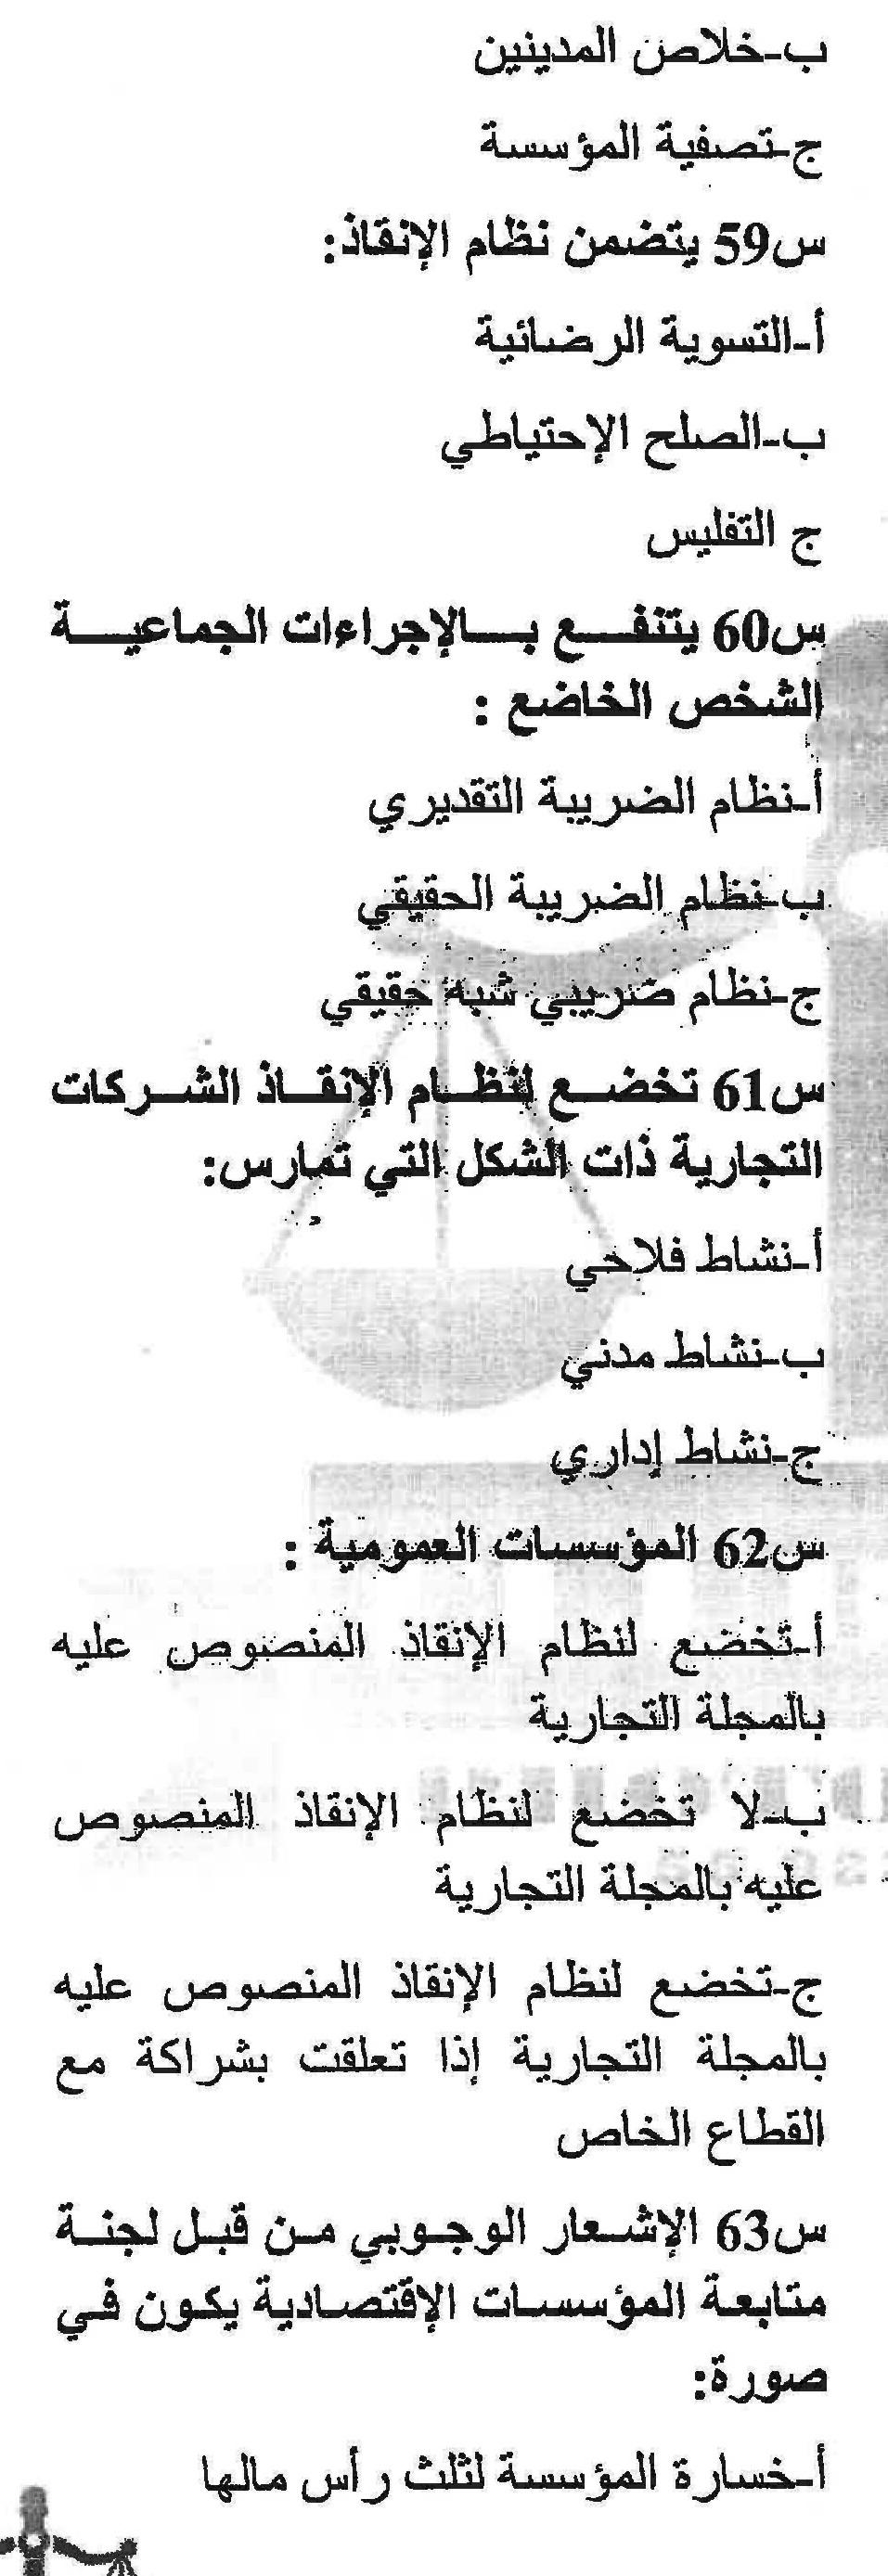 ب-خلاص المدينين
ج-تصفية المؤسسة
س59 يتضمن نظام الإنقاذ:
أ-التسوية الرضائية
ب-الصلح الإحتياطي
ج التفليس
س60 يتنفع بالإجراءات الجماعية
الشخص الخاضع :
أ-نظام الضريبة التقديري
ب-نظام الضريبة الحقيقي
ج-نظام ضريبي شبه حقيقي
س61 تخضع لنظام الإنقاذ الشركات
التجارية ذات الشكل التي تمارس:
أ-نشاط فلاحي
ب-نشاط مدني
ج-نشاط إداري
س62 المؤسسات العمومية :
أ-تخضع لنظام الإنقاذ المنصوص عليه
بالمجلة التجارية
ب-لا تخضع لنظام الإنقاذ المنصوص
عليه بالمجلة التجارية
ج-تخضع لنظام الإنقاذ المنصوص عليه
بالمجلة التجارية إذا تعلقت بشراكة مع
القطاع الخاص
س63 الإشعار الوجوبي من قبل لجنة
متابعة المؤسسات الإقتصادية يكون في
صورة:
أ-خسارة المؤسسة لثلث رأس مالها